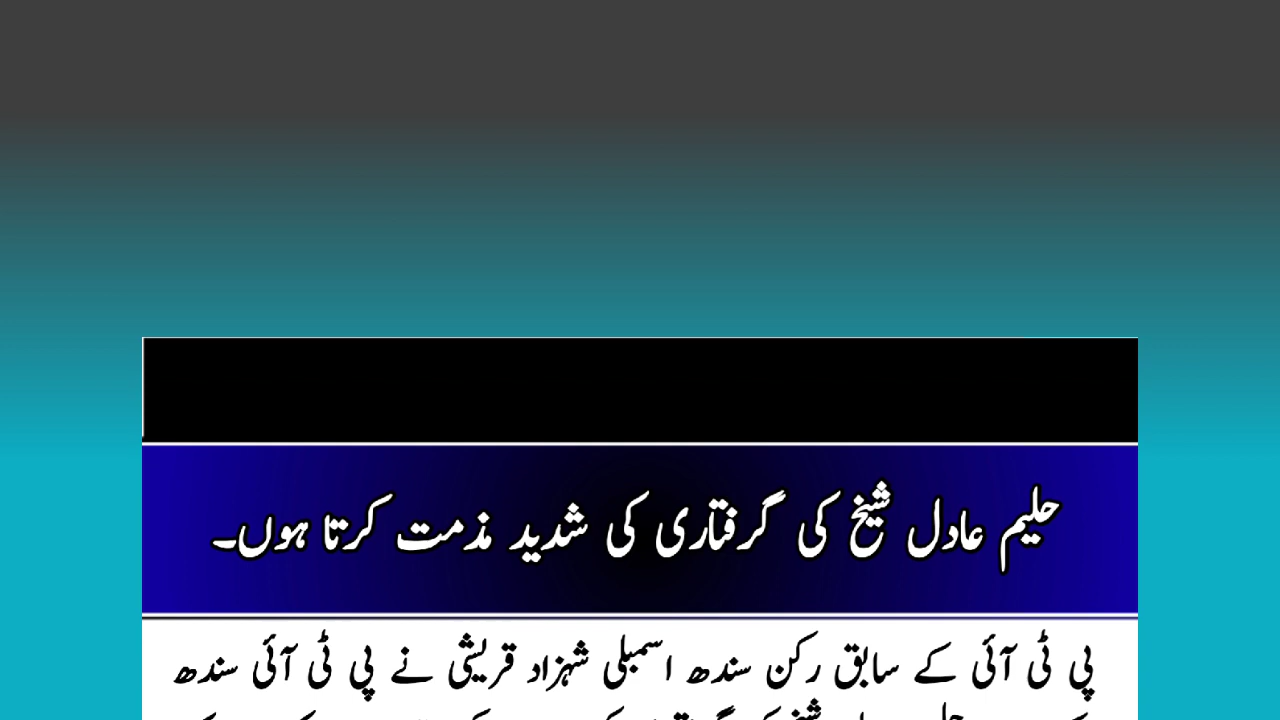 حلیم عادل شیخ کی گرفتاری کی شدید مذمت کرتا ہوں۔
پی ٹی آئی کے سابق رکن سندھ اسمبلی شہزاد قریشی نے پی ٹی آئی سندھ